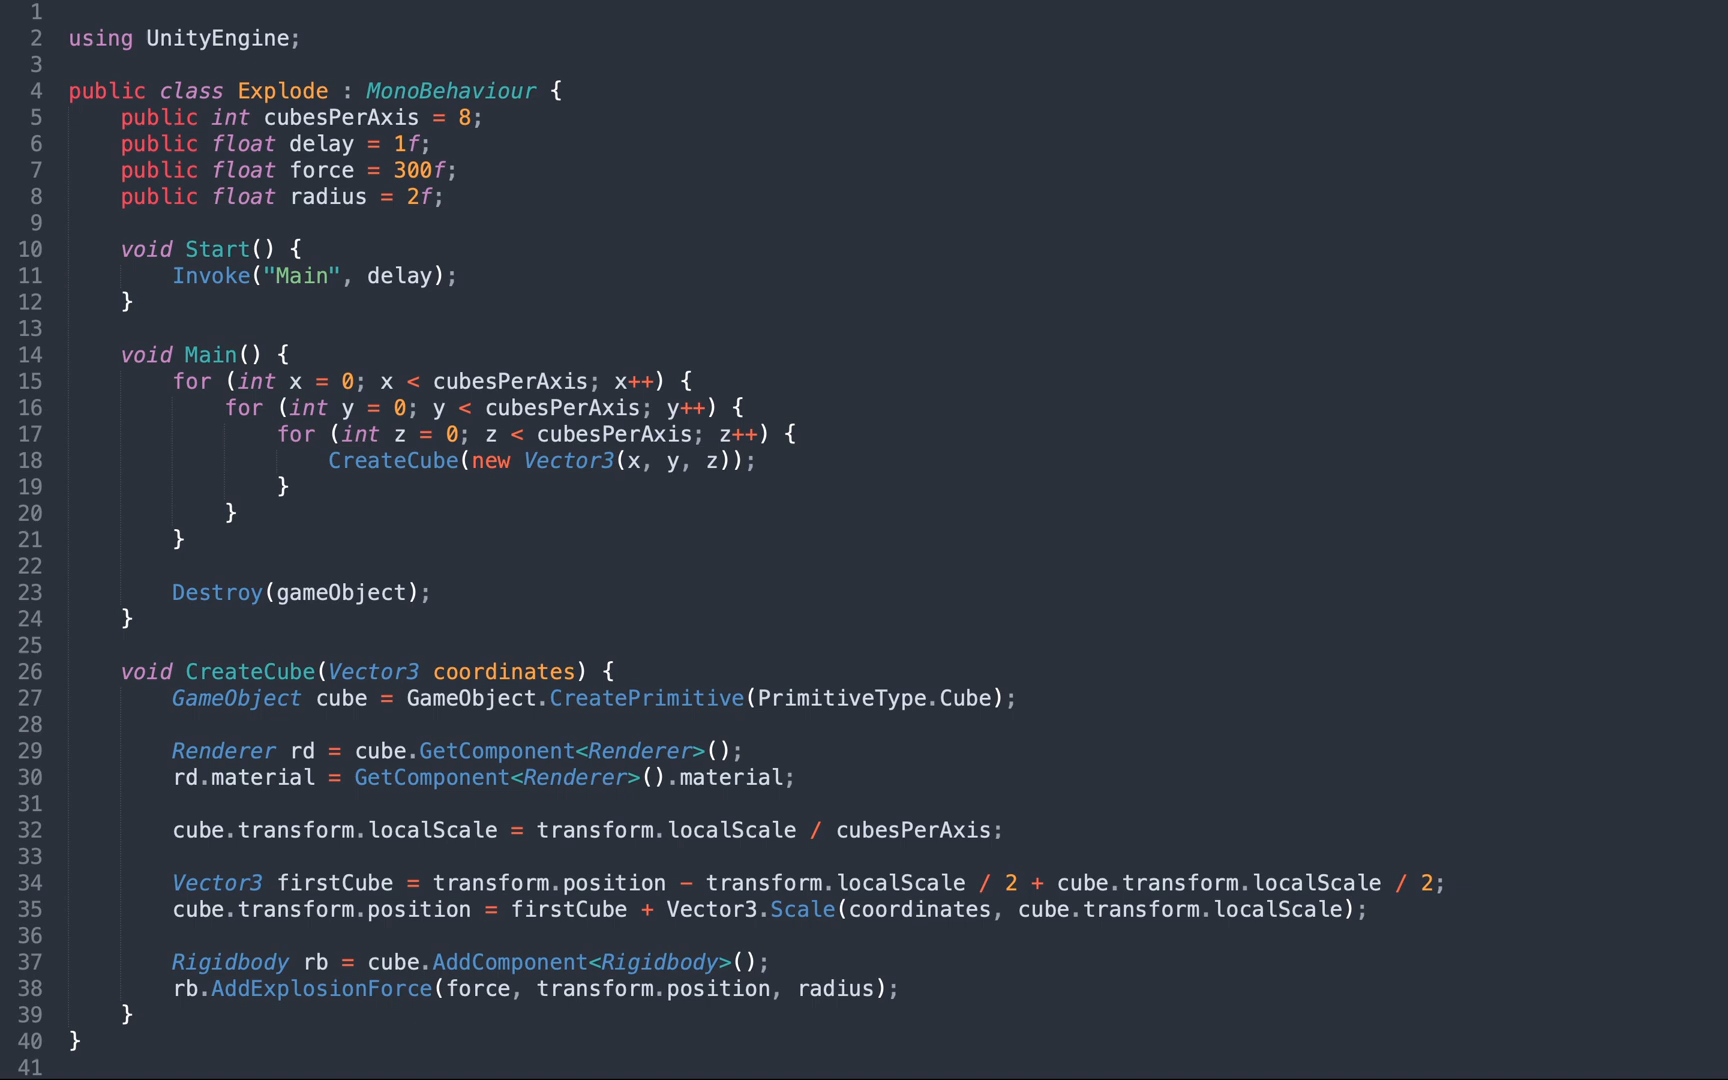 1
2 using UnityEngine;
3
4 public class Explode : MonoBehaviour {
5     public int cubesPerAxis = 8;
6     public float delay = 1f;
7     public float force = 300f;
8     public float radius = 2f;
9
10     void Start() {
11         Invoke("Main", delay);
12     }
13
14     void Main() {
15         for (int x = 0; x < cubesPerAxis; x++) {
16             for (int y = 0; y < cubesPerAxis; y++) {
17                 for (int z = 0; z < cubesPerAxis; z++) {
18                     CreateCube(new Vector3(x, y, z));
19                 }
20             }
21         }
22
23         Destroy(gameObject);
24     }
25
26     void CreateCube(Vector3 coordinates) {
27         GameObject cube = GameObject.CreatePrimitive(PrimitiveType.Cube);
28
29         Renderer rd = cube.GetComponent<Renderer>();
30         rd.material = GetComponent<Renderer>().material;
31
32         cube.transform.localScale = transform.localScale / cubesPerAxis;
33
34         Vector3 firstCube = transform.position - transform.localScale / 2 + cube.transform.localScale / 2;
35         cube.transform.position = firstCube + Vector3.Scale(coordinates, cube.transform.localScale);
36
37         Rigidbody rb = cube.AddComponent<Rigidbody>();
38         rb.AddExplosionForce(force, transform.position, radius);
39     }
40 }
41